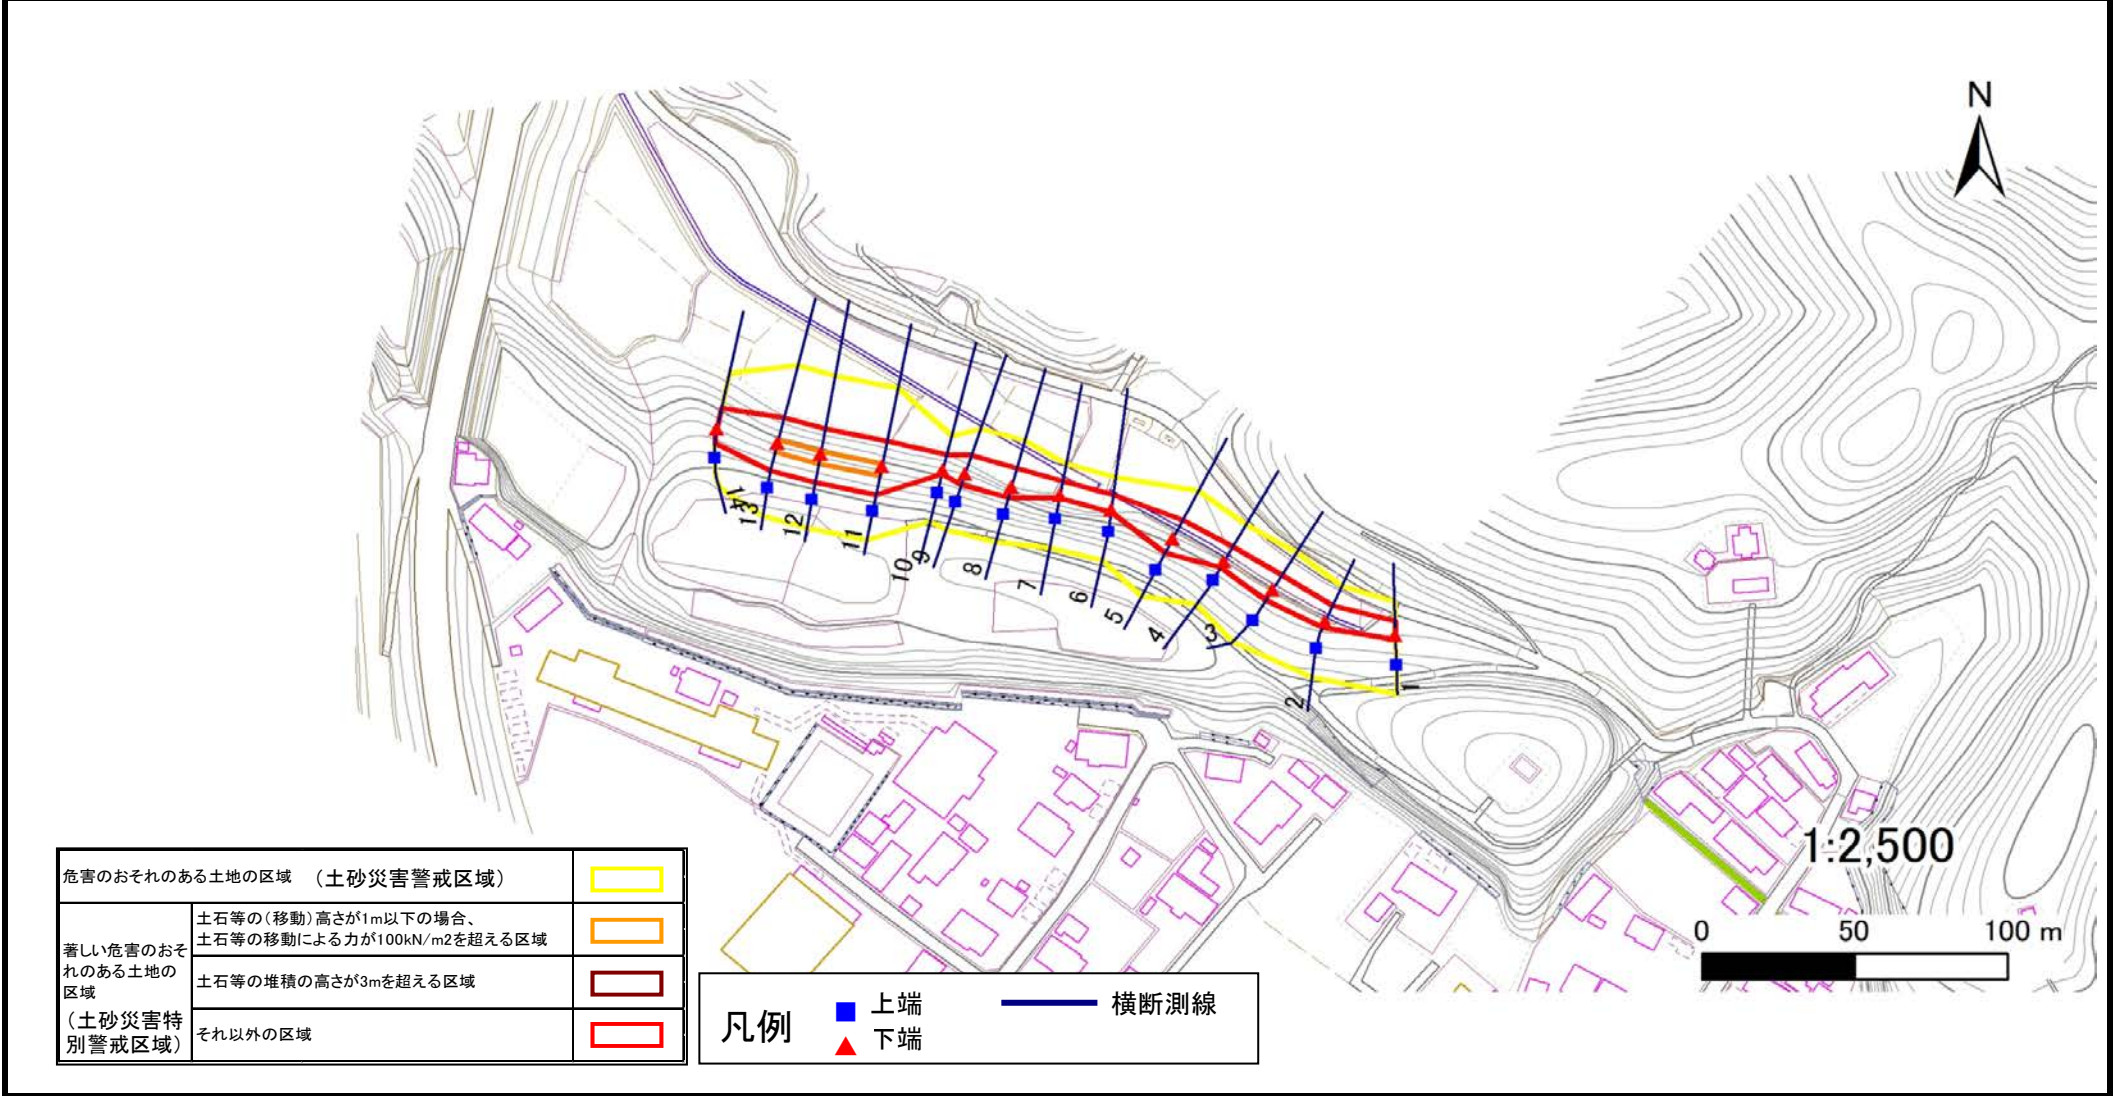 N
14
13
12
11
10
9
8
7
6
5
4
3
2
1
1:2,500
0 50 100 m
危害のおそれのある土地の区域 （土砂災害警戒区域）
著しい危害のおそ
れのある土地の
区域
（土砂災害特
別警戒区域）
土石等の（移動）高さが1m以下の場合、
土石等の移動による力が100kN/m2を超える区域
土石等の堆積の高さが3mを超える区域
それ以外の区域
凡例
上端
下端
横断測線